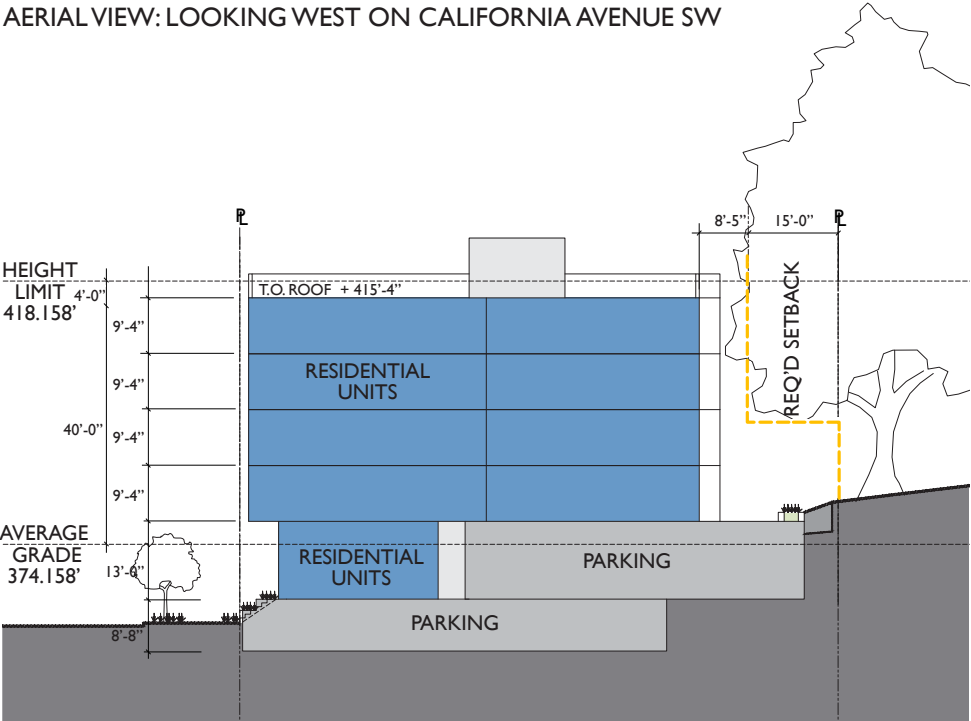 AERIAL VIEW: LOOKING WEST ON CALIFORNIA AVENUE SW
PL
8'-5"
15'-0"
PL
HEIGHT
LIMIT
418.158'
4'-0"
T.O. ROOF + 415'-4"
9'-4"
RESIDENTIAL
UNITS
9'-4"
REQ'D SETBACK
40'-0"
9'-4"
9'-4"
AVERAGE
GRADE
374.158'
13'-0"
RESIDENTIAL
UNITS
PARKING
PARKING
8'-8"